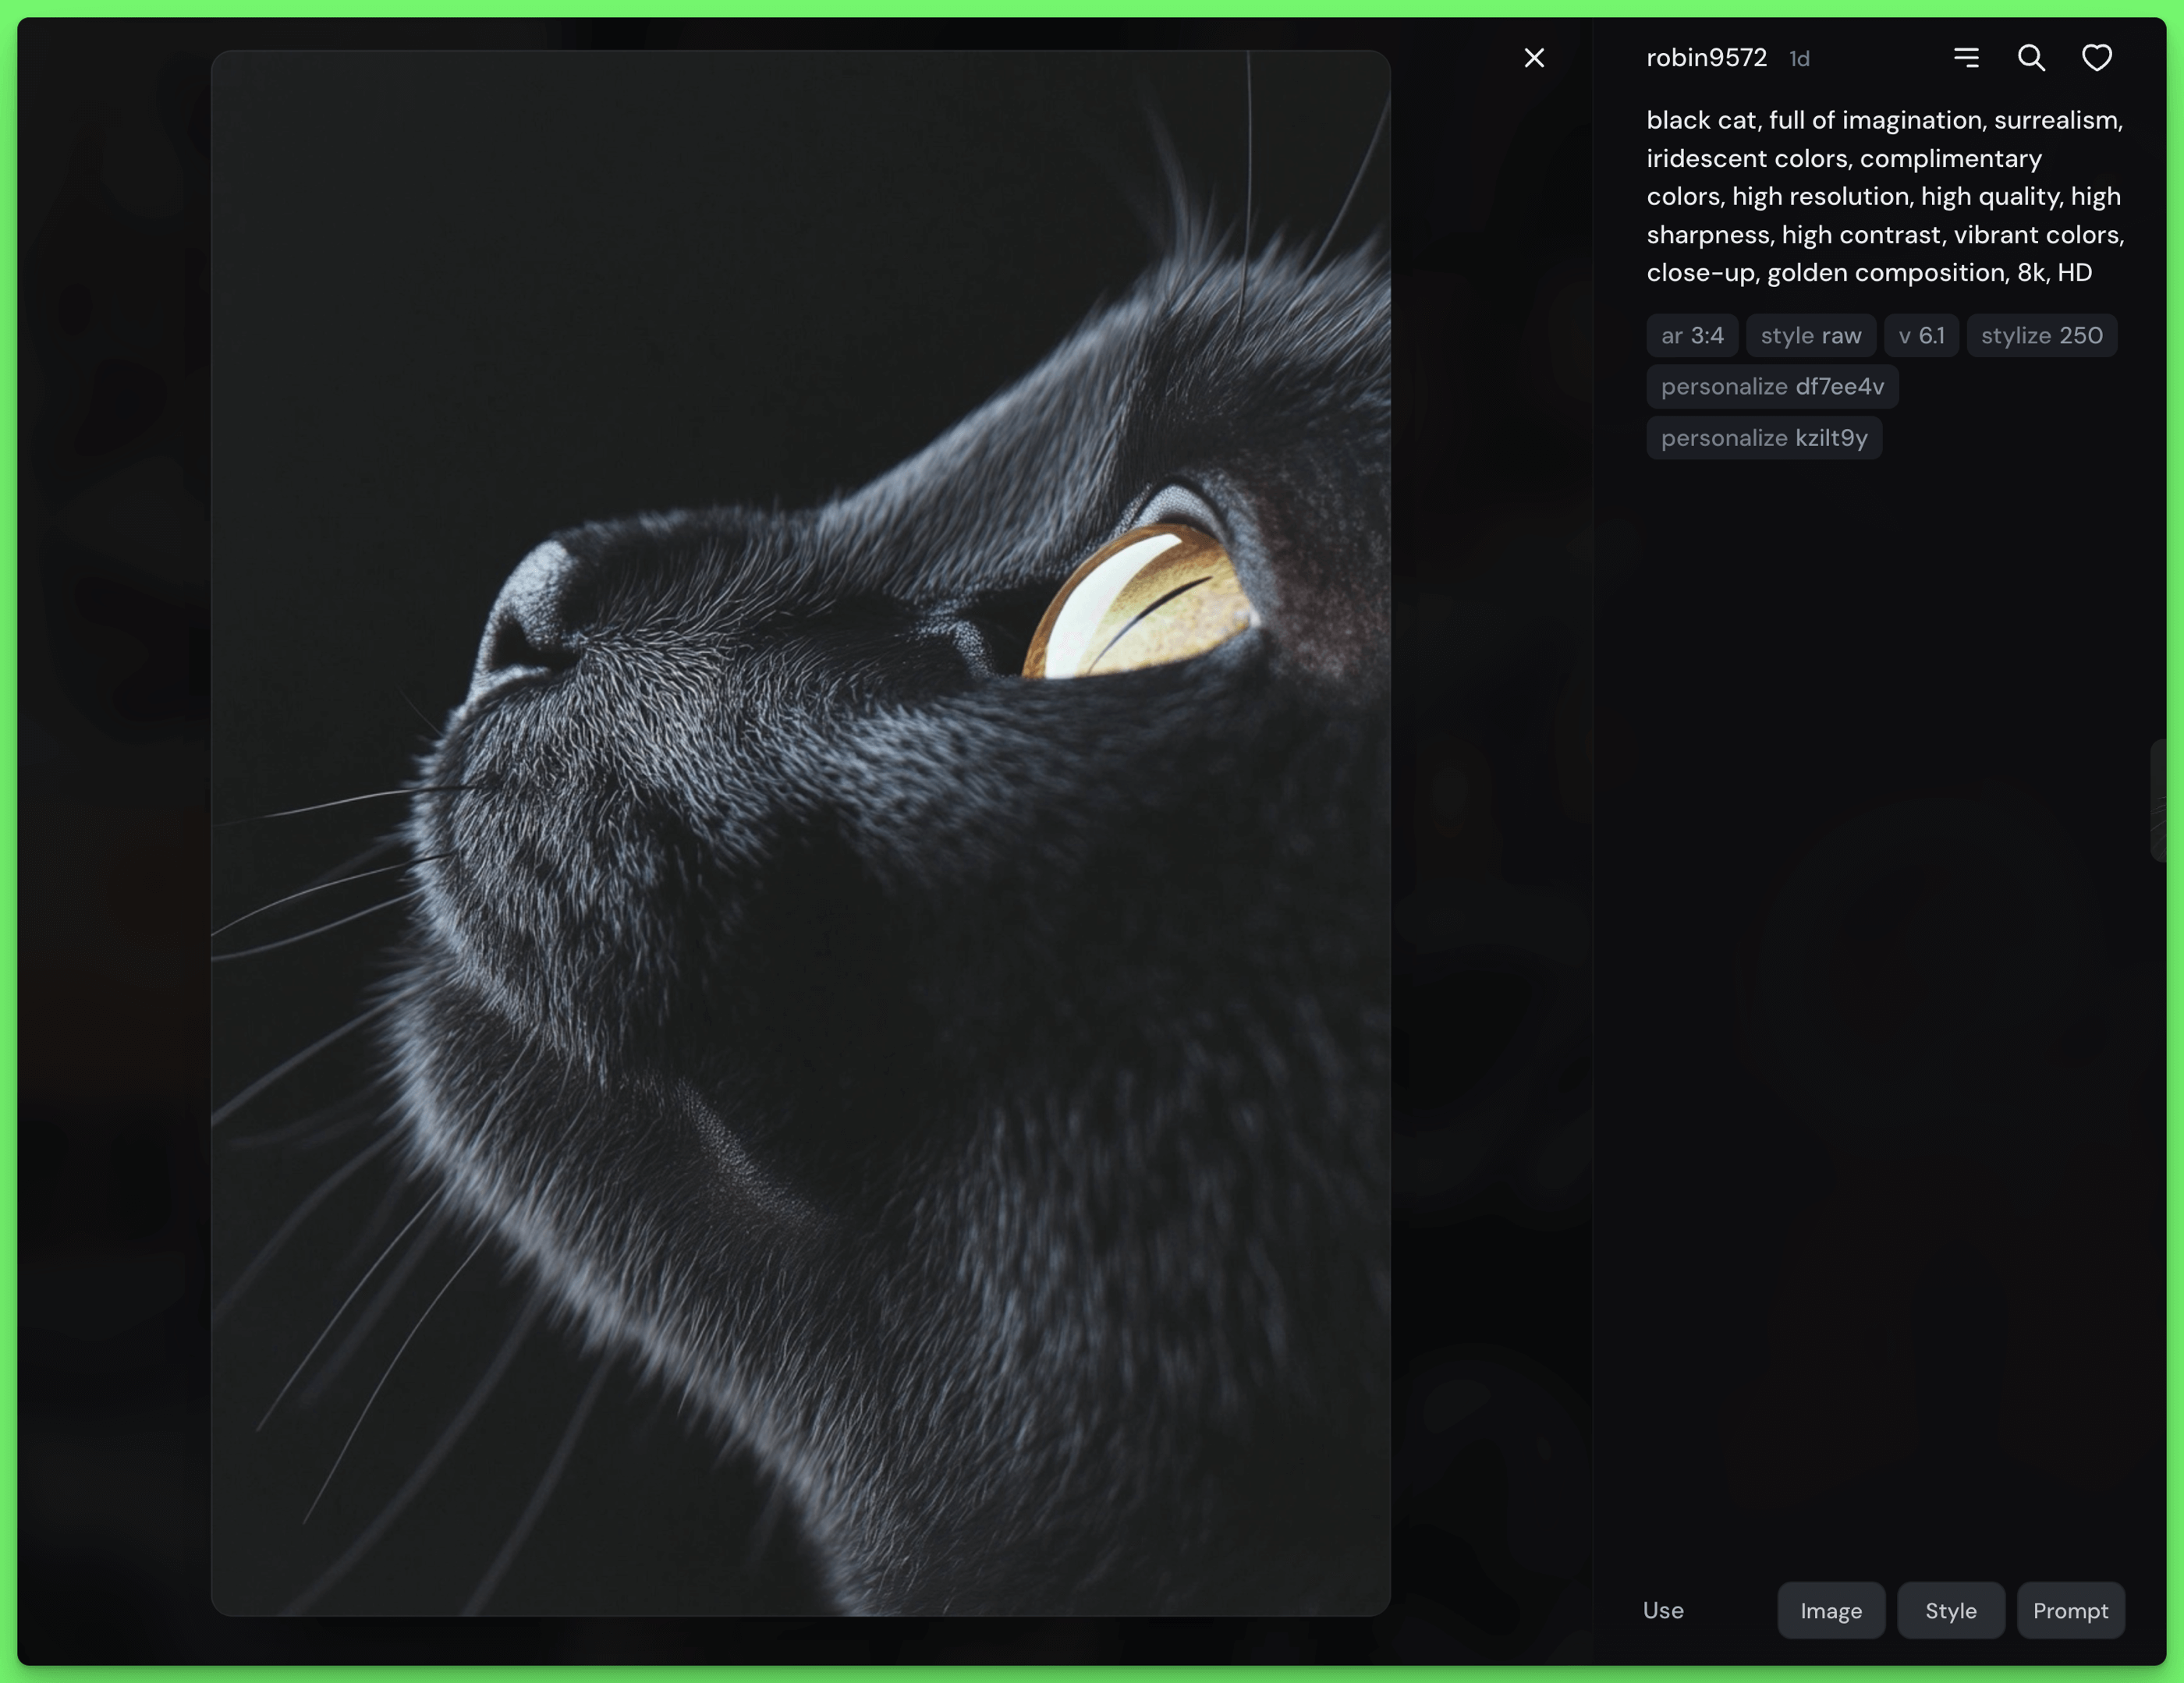 robin9572 1d
black cat, full of imagination, surrealism,
iridescent colors, complimentary
colors, high resolution, high quality, high
sharpness, high contrast, vibrant colors,
close-up, golden composition, 8k, HD
ar 3:4 style raw v 6.1 stylize 250
personalize df7ee4v
personalize kzilt9y
Use Image Style Prompt